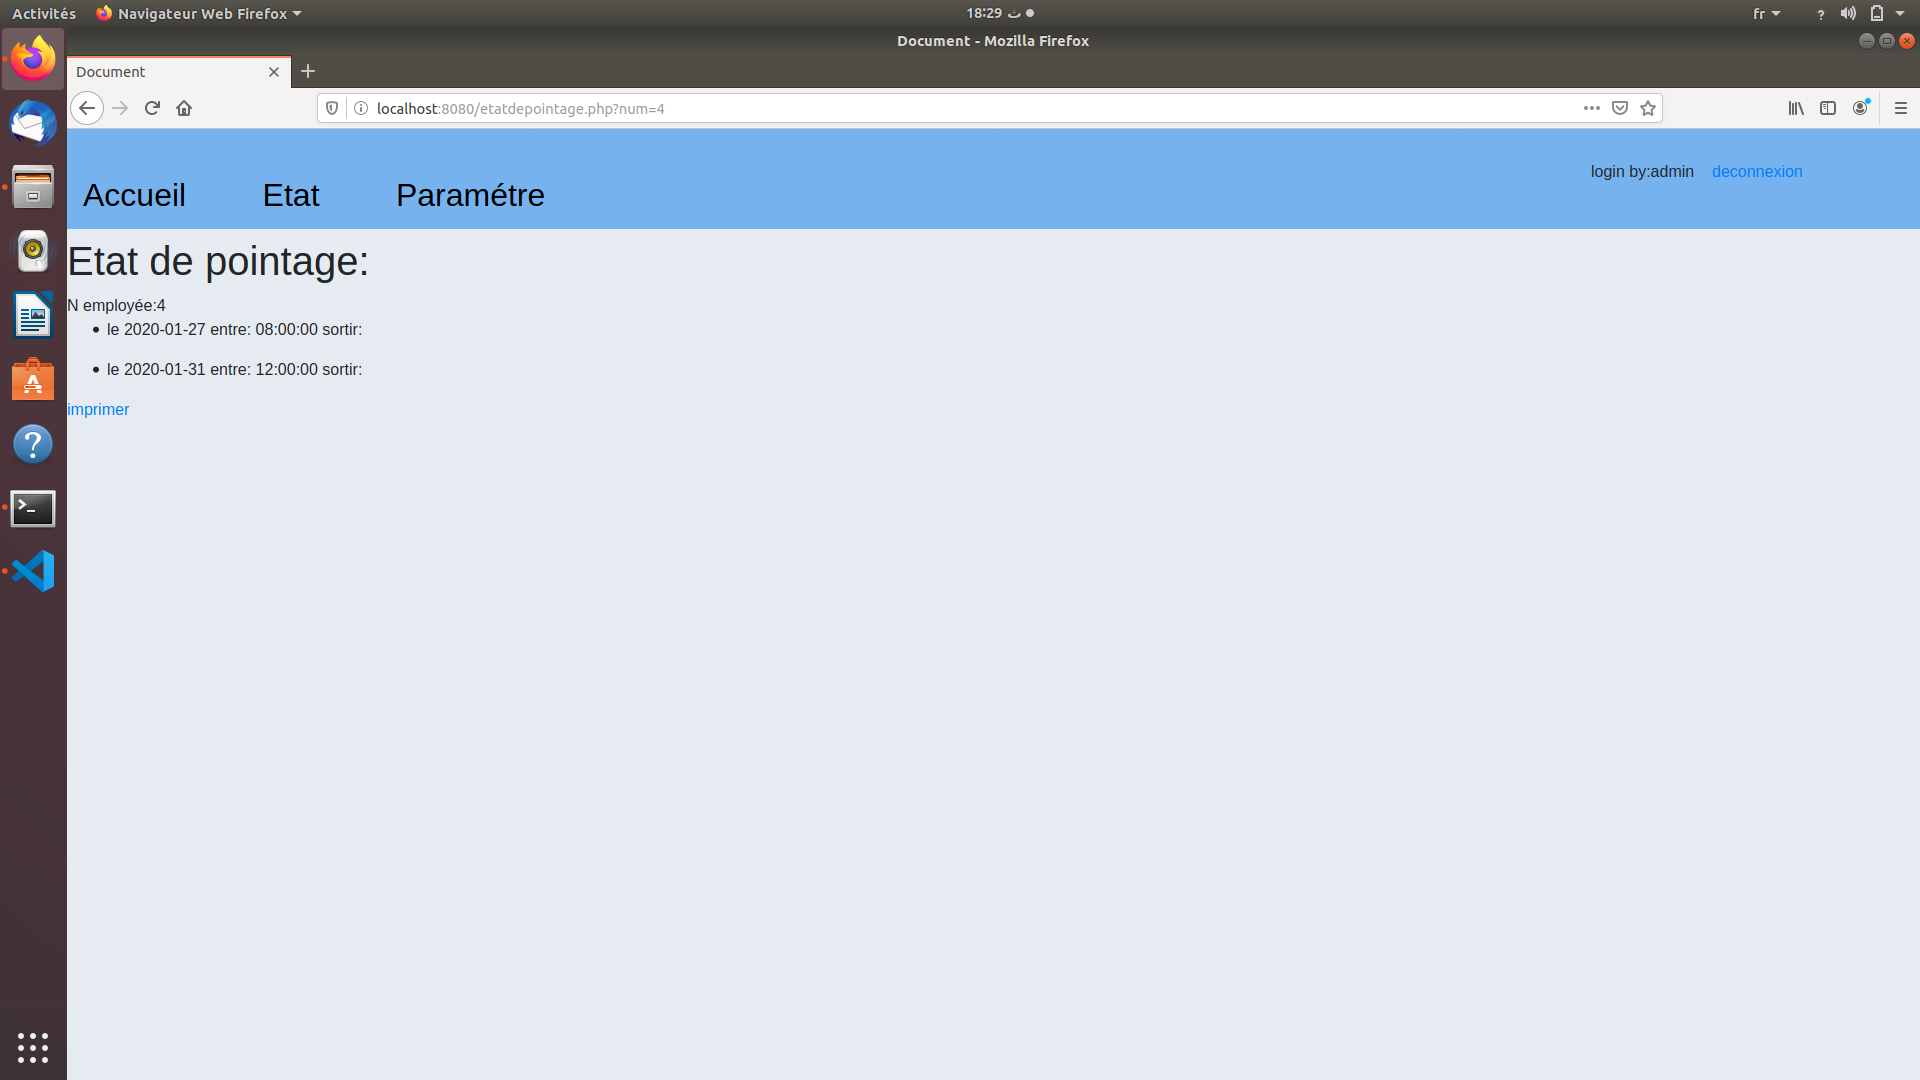 Activités Navigateur Web Firefox 18:29 ث fr ?
Document - Mozilla Firefox
Document
localhost:8080/etatdepointage.php?num=4
login by:admin deconnexion
Accueil Etat Paramétre
Etat de pointage:
N employée:4
le 2020-01-27 entre: 08:00:00 sortir:
le 2020-01-31 entre: 12:00:00 sortir:
imprimer